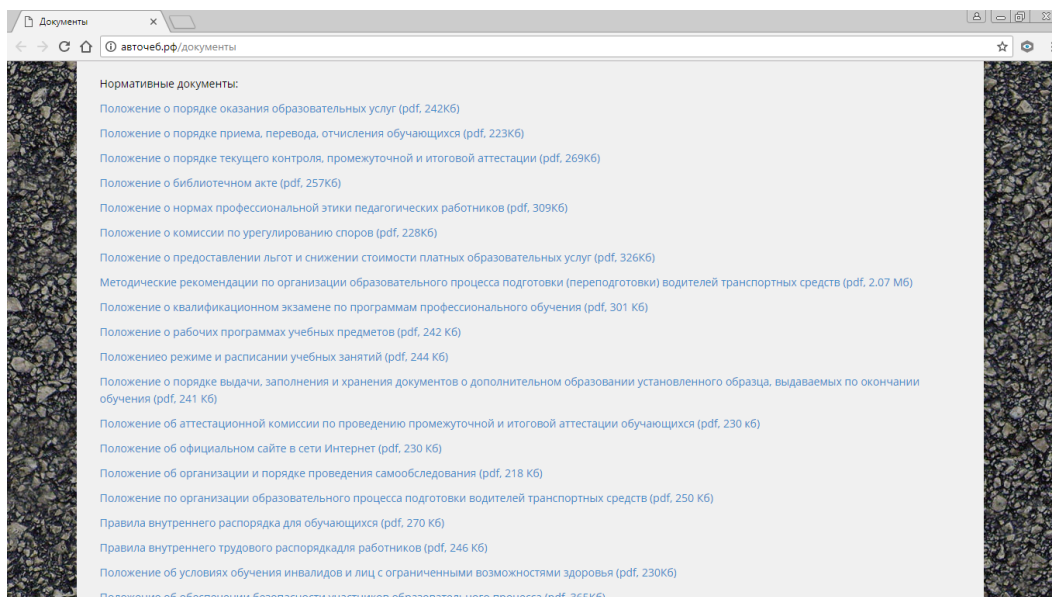 Документы
авточеб.рф/документы
Нормативные документы:
Положение о порядке оказания образовательных услуг (pdf, 242Кб)
Положение о порядке приема, перевода, отчисления обучающихся (pdf, 223Кб)
Положение о порядке текущего контроля, промежуточной и итоговой аттестации (pdf, 269Кб)
Положение о библиотечном акте (pdf, 257Кб)
Положение о нормах профессиональной этики педагогических работников (pdf, 309Кб)
Положение о комиссии по урегулированию споров (pdf, 228Кб)
Положение о предоставлении льгот и снижении стоимости платных образовательных услуг (pdf, 326Кб)
Методические рекомендации по организации образовательного процесса подготовки (переподготовки) водителей транспортных средств (pdf, 2.07 Мб)
Положение о квалификационном экзамене по программам профессионального обучения (pdf, 301 Кб)
Положение о рабочих программах учебных предметов (pdf, 242 Кб)
Положениео режиме и расписании учебных занятий (pdf, 244 Кб)
Положение о порядке выдачи, заполнения и хранения документов о дополнительном образовании установленного образца, выдаваемых по окончании
обучения (pdf, 241 Кб)
Положение об аттестационной комиссии по проведению промежуточной и итоговой аттестации обучающихся (pdf, 230 кб)
Положение об официальном сайте в сети Интернет (pdf, 230 Кб)
Положение об организации и порядке проведения самообследования (pdf, 218 Кб)
Положение по организации образовательного процесса подготовки водителей транспортных средств (pdf, 250 Кб)
Правила внутреннего распорядка для обучающихся (pdf, 270 Кб)
Правила внутреннего трудового распорядкадля работников (pdf, 246 Кб)
Положение об условиях обучения инвалидов и лиц с ограниченными возможностями здоровья (pdf, 230Кб)
Положение об обеспечении безопасности участников образовательного процесса (pdf, 365Кб)